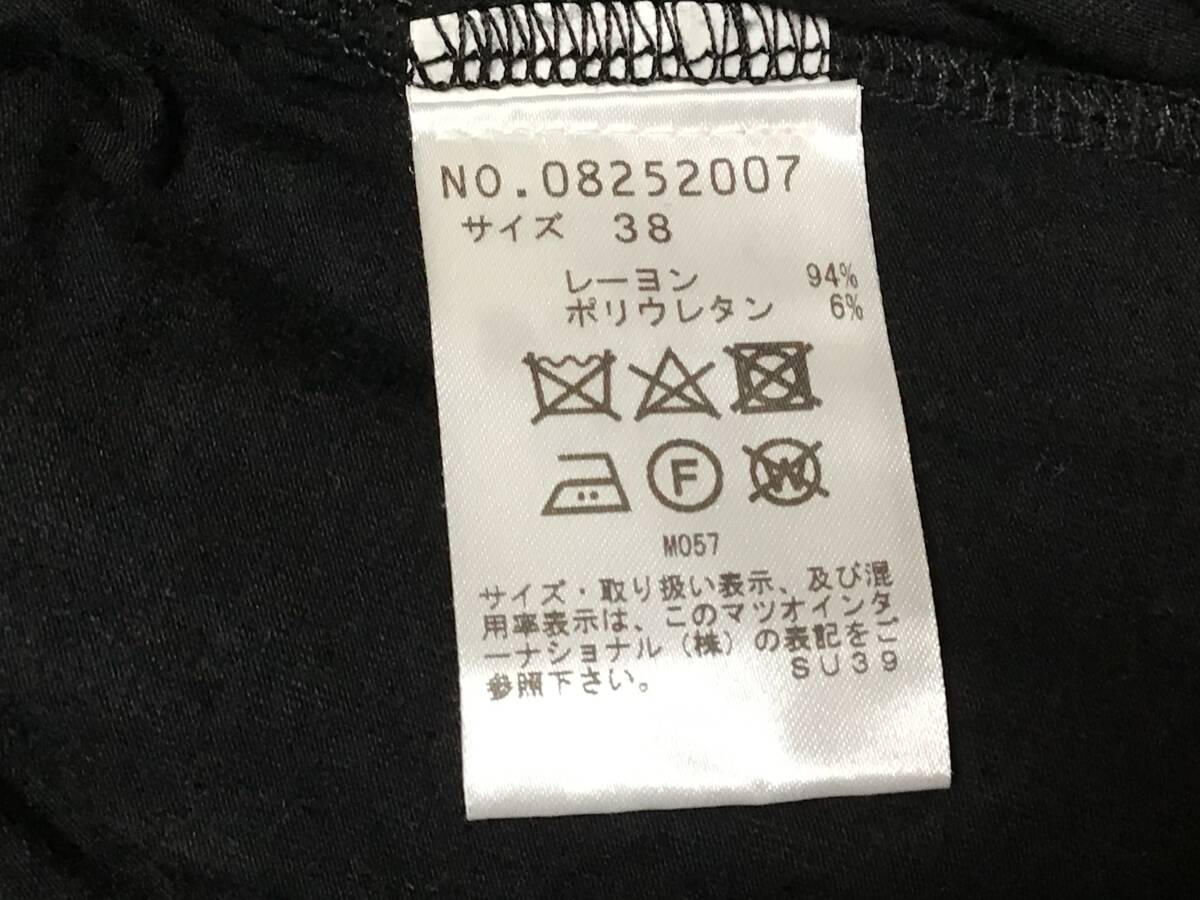 NO.08252007
サイズ 38
レーヨン 94%
ポリウレタン 6%
F
W
M057
サイズ・取り扱い表示、及び混
用率表示は、このマツオインタ
ーナショナル(株)の表記をご
参照下さい。 SU39